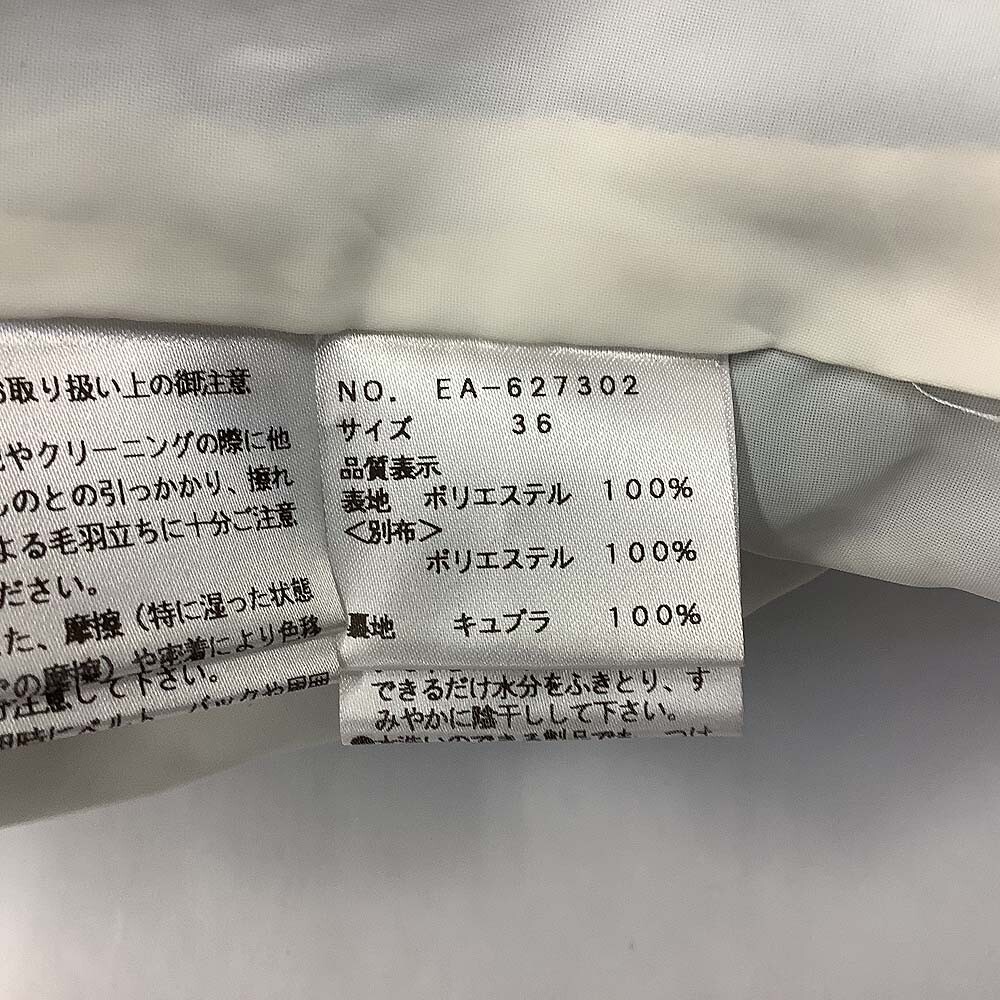 取り扱い上の御注意
やクリーニングの際に他
のとの引っかかり、擦れ
よる毛羽立ちに十分ご注意
ださい。
た、摩擦（特に湿った状態
の摩擦）や密着により色移
注意して下さい。
NO. EA-627302
サイズ 36
品質表示
表地 ポリエステル 100%
<別布>
ポリエステル 100%
裏地 キュプラ 100%
できるだけ水分をふきとり、す
みやかに陰干しして下さい。